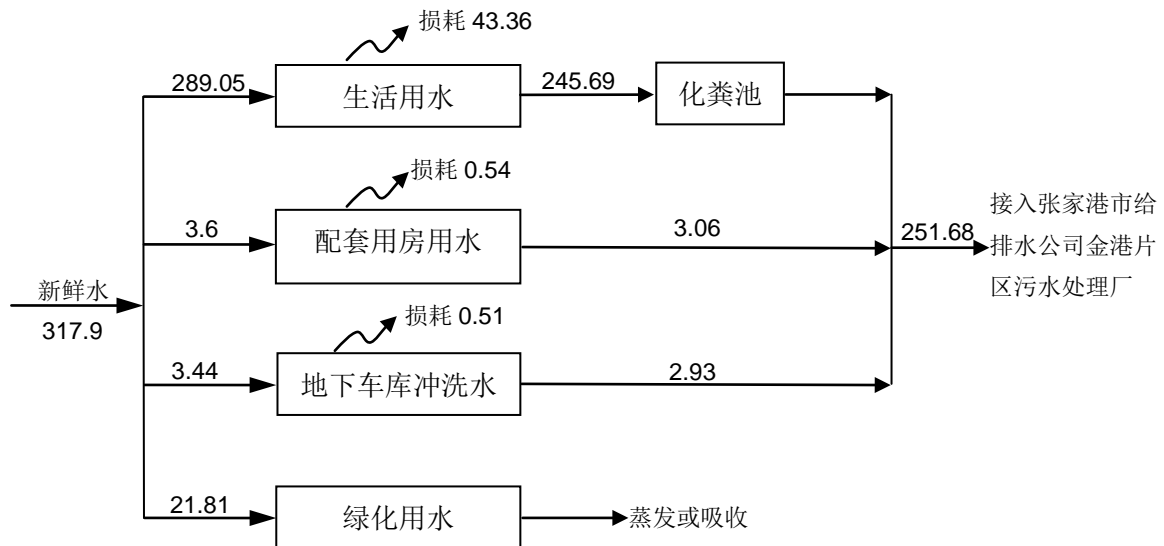 损耗 43.36
289.05
生活用水
245.69
化粪池
损耗 0.54
3.6
配套用房用水
3.06
251.68
接入张家港市给
排水公司金港片
区污水处理厂
新鲜水
317.9
损耗 0.51
3.44
地下车库冲洗水
2.93
21.81
绿化用水
蒸发或吸收